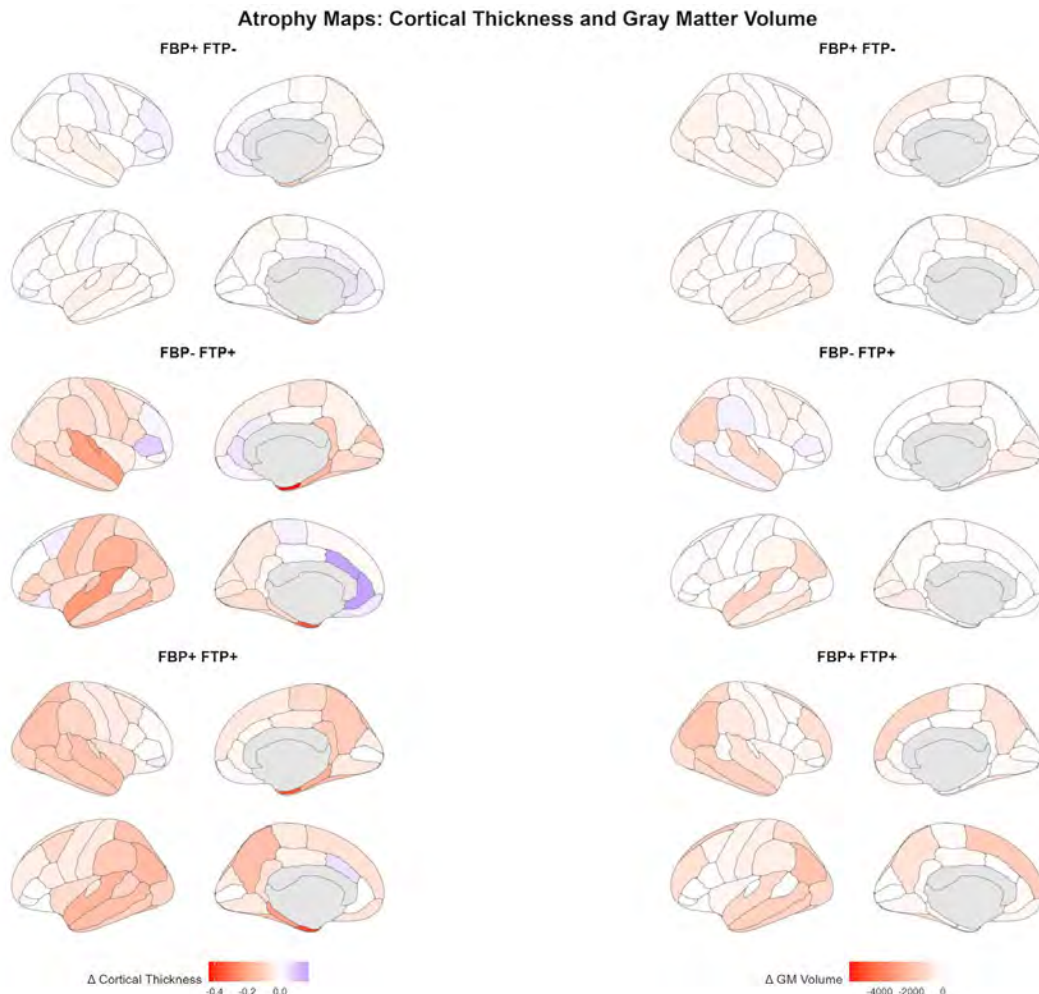 Atrophy Maps: Cortical Thickness and Gray Matter Volume
FBP+ FTP-
FBP+ FTP-
FBP- FTP+
FBP- FTP+
FBP+ FTP+
FBP+ FTP+
Δ Cortical Thickness
-0.4 -0.2 0.0
Δ GM Volume
-4000 -2000 0